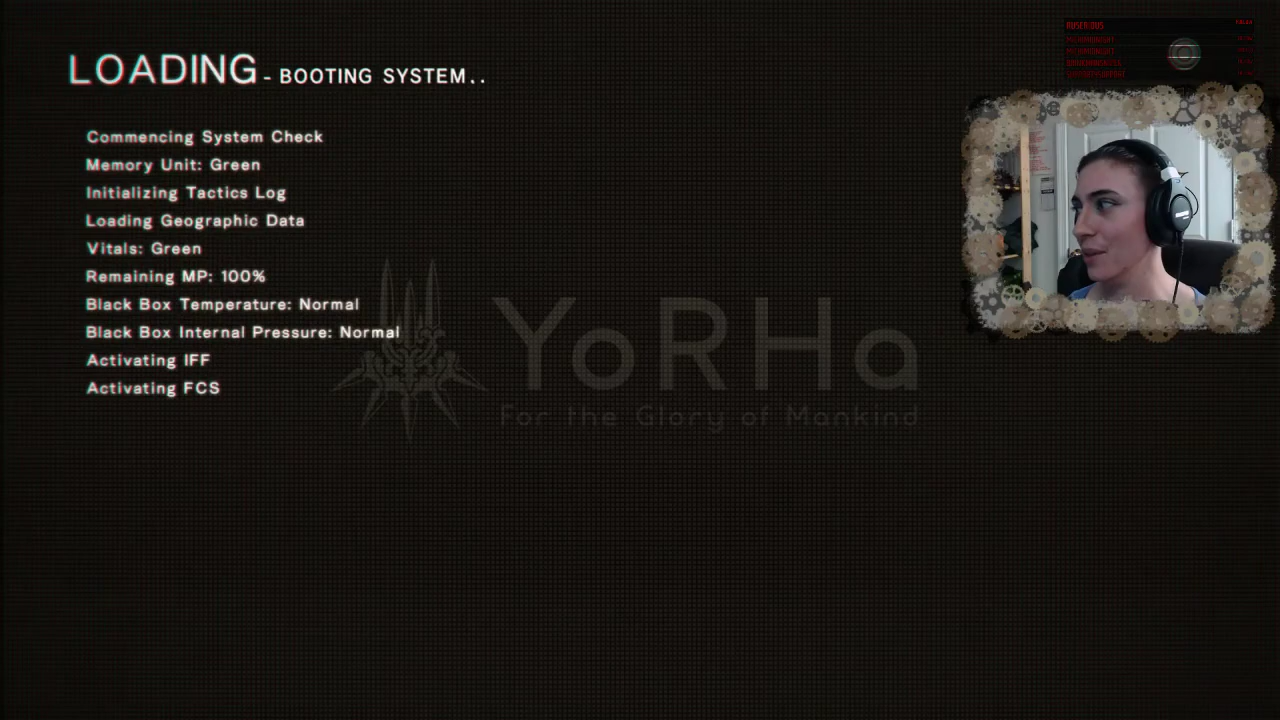 LOADING - BOOTING SYSTEM..
Commencing System Check
Memory Unit: Green
Initializing Tactics Log
Loading Geographic Data
Vitals: Green
Remaining MP: 100%
Black Box Temperature: Normal
Black Box Internal Pressure: Normal
Activating IFF
Activating FCS
YoRHa
For the Glory of Mankind